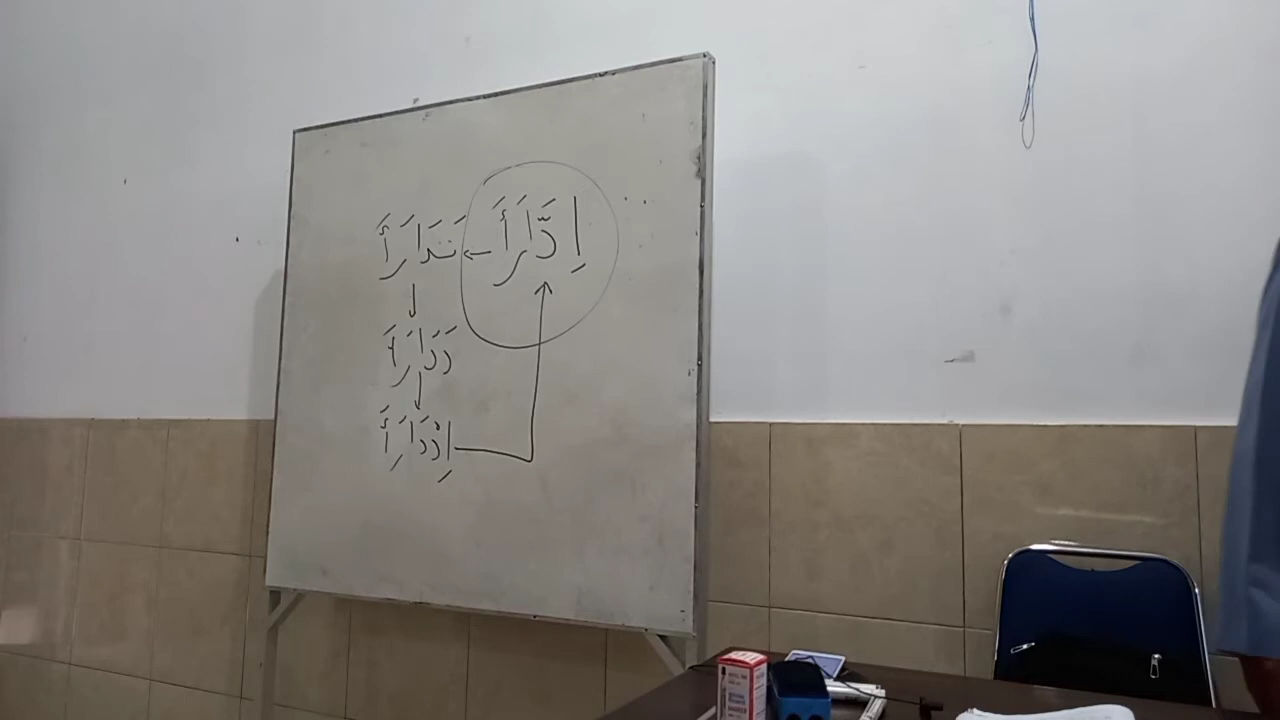 اِدَّارَأَ ← تَدَارَأَ
↓
دَدَارَأَ
↓
اِدْدَارَأَ